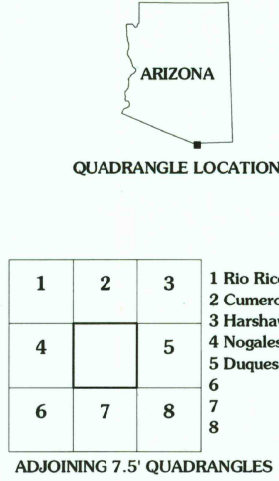 ARIZONA
QUADRANGLE LOCATION
1 2 3
4 5
6 7 8
1 Rio Rico
2 Cumero
3 Harshaw
4 Nogales
5 Duques
6
7
8
ADJOINING 7.5' QUADRANGLES